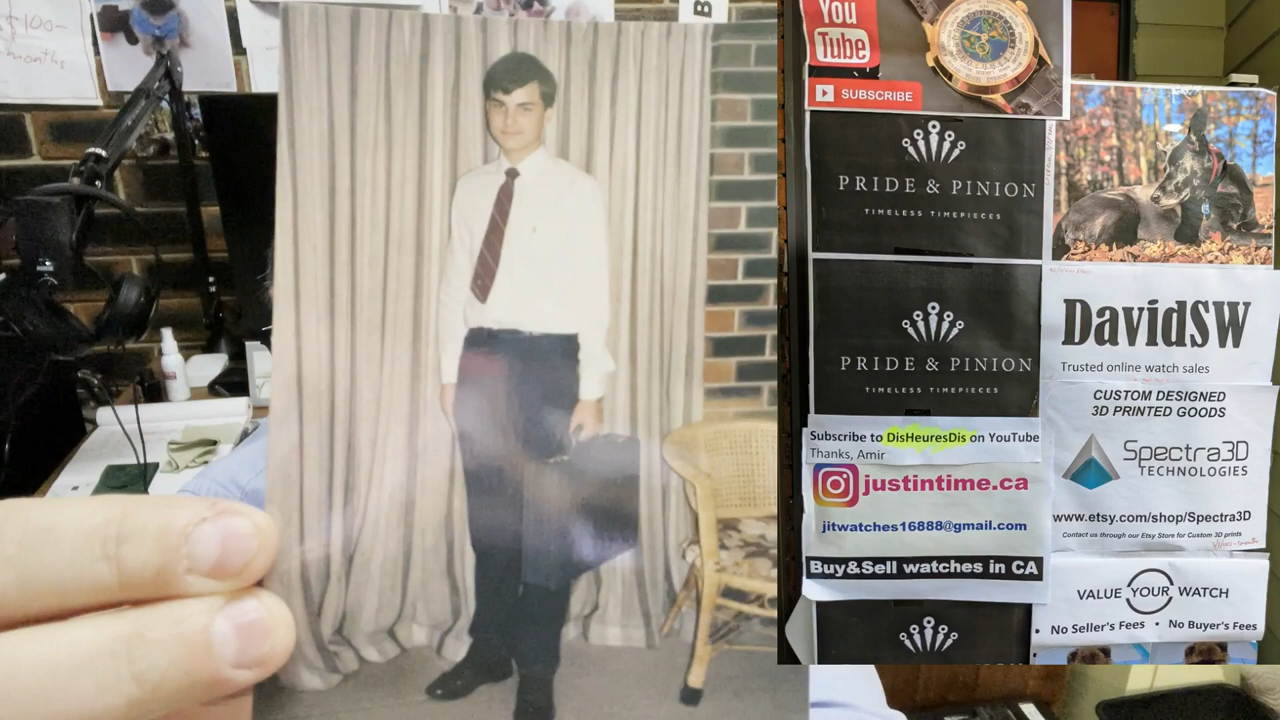 $100-
months
B
You
Tube
SUBSCRIBE
PRIDE & PINION
TIMELESS TIMEPIECES
PRIDE & PINION
TIMELESS TIMEPIECES
Subscribe to DisHeuresDis on YouTube
Thanks, Amir
justintime.ca
jitwatches16888@gmail.com
Buy&Sell watches in CA
DavidSW
Trusted online watch sales
CUSTOM DESIGNED
3D PRINTED GOODS
Spectra3D
TECHNOLOGIES
www.etsy.com/shop/Spectra3D
Contact us through our Etsy Store for Custom 3D prints
VALUE YOUR WATCH
• No Seller's Fees • No Buyer's Fees